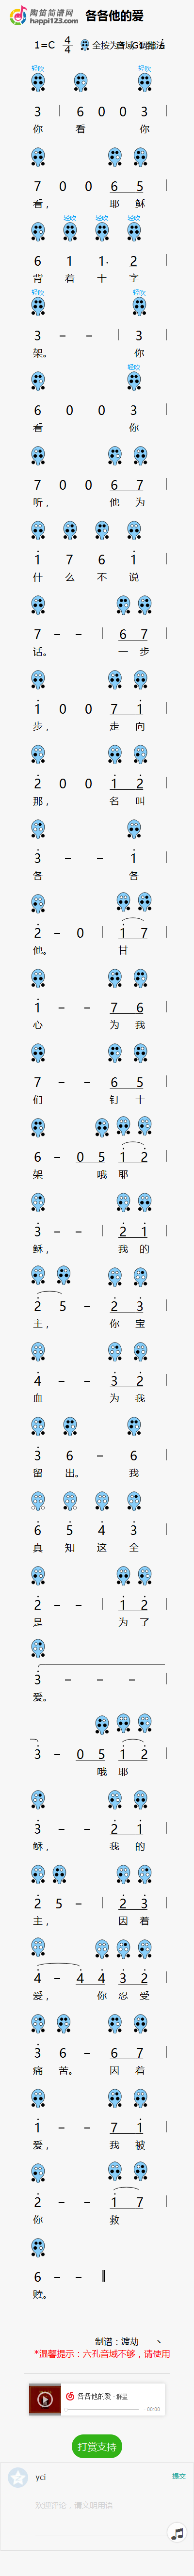 陶笛简谱网
happi123.com
各各他的爱
1=C 4/4 全按为
轻吹
3 | 6 0 0 3 |
你 看 你
7 0 0 6 5 |
看， 耶 稣
轻吹 轻吹 轻吹
6 1 1· 2 |
背 着 十 字
轻吹 轻吹
3 – – | 3
架。 你
轻吹
6 0 0 3 |
看 你
7 0 0 6 7 |
听， 他 为
1 7 6 1 |
什 么 不 说
7 – – | 6 7 |
话。 一 步
1 0 0 7 1 |
步， 走 向
2 0 0 1 2 |
那， 名 叫
3 – – 1 |
各 各
2 – 0 | 1 7 |
他。 甘
1 – – 7 6 |
心 为 我
7 – – 6 5 |
们 钉 十
6 – 0 5 1 2 |
架 哦 耶
3 – – | 2 1 |
稣， 我 的
2 5 – 2 3 |
主， 你 宝
4 – – 3 2 |
血 为 我
3 6 – 6 |
留 出。 我
6 5 4 3 |
真 知 这 全
2 – – | 1 2 |
是 为 了
3 – – – |
爱。
3 – 0 5 1 2 |
哦 耶
3 – – 2 1 |
稣， 我 的
2 5 – | 2 3 |
主， 因 着
4 – 4 4 3 2 |
爱， 你 忍 受
3 6 – 6 7 |
痛 苦。 因 着
1 – – 7 1 |
爱， 我 被
2 – – 1 7 |
你 救
6 – –
赎。
制谱：渡劫
*温馨提示：六孔音域不够，请使用
各各他的爱 - 群星
- 00:00
打赏支持
ycl
提交
欢迎评论，请文明用语